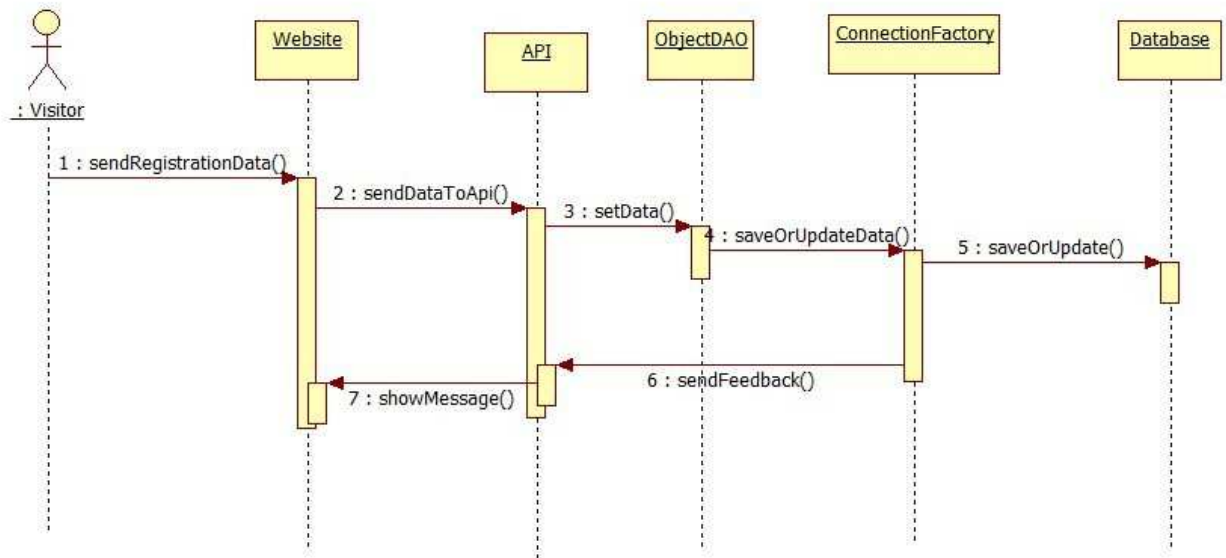 Website
API
ObjectDAO
ConnectionFactory
Database
: Visitor
1 : sendRegistrationData()
2 : sendDataToApi()
3 : setData()
4 : saveOrUpdateData()
5 : saveOrUpdate()
6 : sendFeedback()
7 : showMessage()